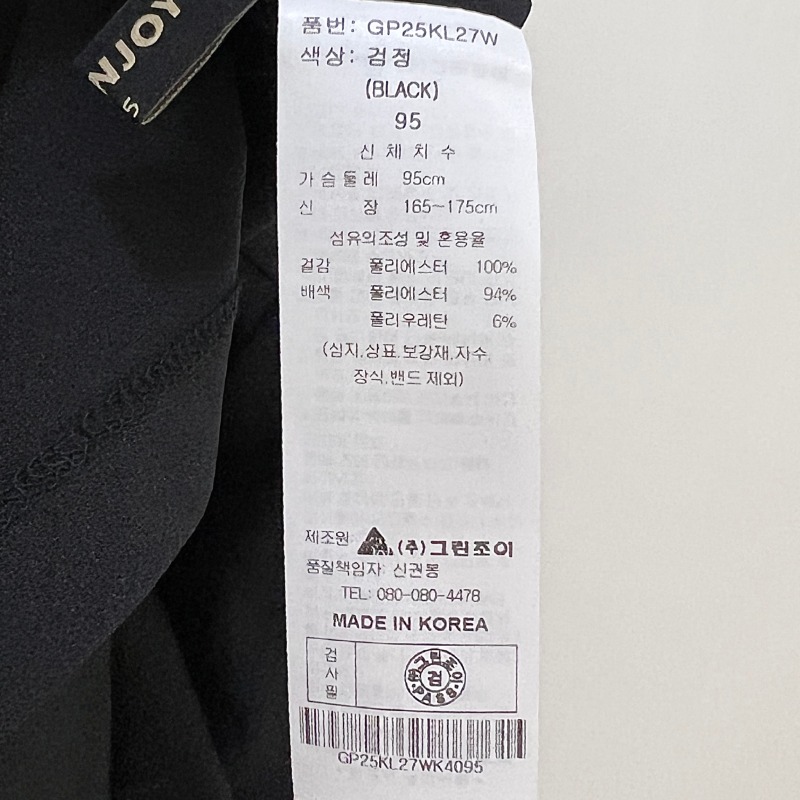 NJOY
5
품번: GP25KL27W
색상: 검정
(BLACK)
95
신 체 치 수
가슴둘레 95cm
신 장 165~175cm
섬유의조성 및 혼용율
겉감 폴리에스터 100%
배색 폴리에스터 94%
폴리우레탄 6%
(심지,상표,보강재,자수
장식,밴드 제외)
제조원: (주)그린조이
품질책임자: 신권봉
TEL: 080-080-4478
MADE IN KOREA
검사필
그린조이
검
PASS
GP25KL27WK4095